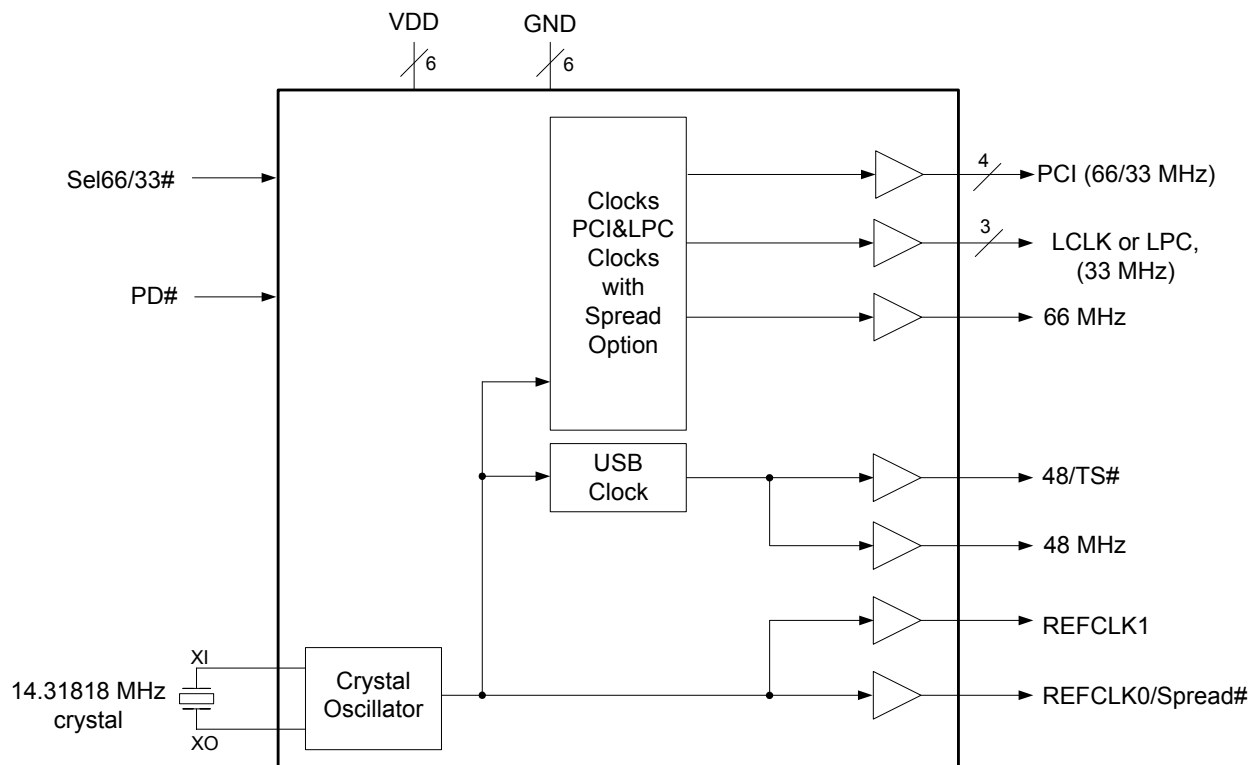 VDD
GND
6
6
Sel66/33#
PD#
Clocks
PCI&LPC
Clocks
with
Spread
Option
4
PCI (66/33 MHz)
3
LCLK or LPC,
(33 MHz)
66 MHz
USB
Clock
48/TS#
48 MHz
REFCLK1
REFCLK0/Spread#
XI
14.31818 MHz
crystal
XO
Crystal
Oscillator